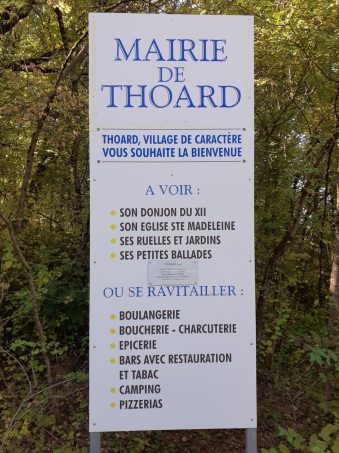 MAIRIE
DE
THOARD
THOARD, VILLAGE DE CARACTÈRE
VOUS SOUHAITE LA BIENVENUE
A VOIR :
SON DONJON DU XII
SON EGLISE STE MADELEINE
SES RUELLES ET JARDINS
SES PETITES BALLADES
OU SE RAVITAILLER :
BOULANGERIE
BOUCHERIE - CHARCUTERIE
EPICERIE
BARS AVEC RESTAURATION
ET TABAC
CAMPING
PIZZERIAS